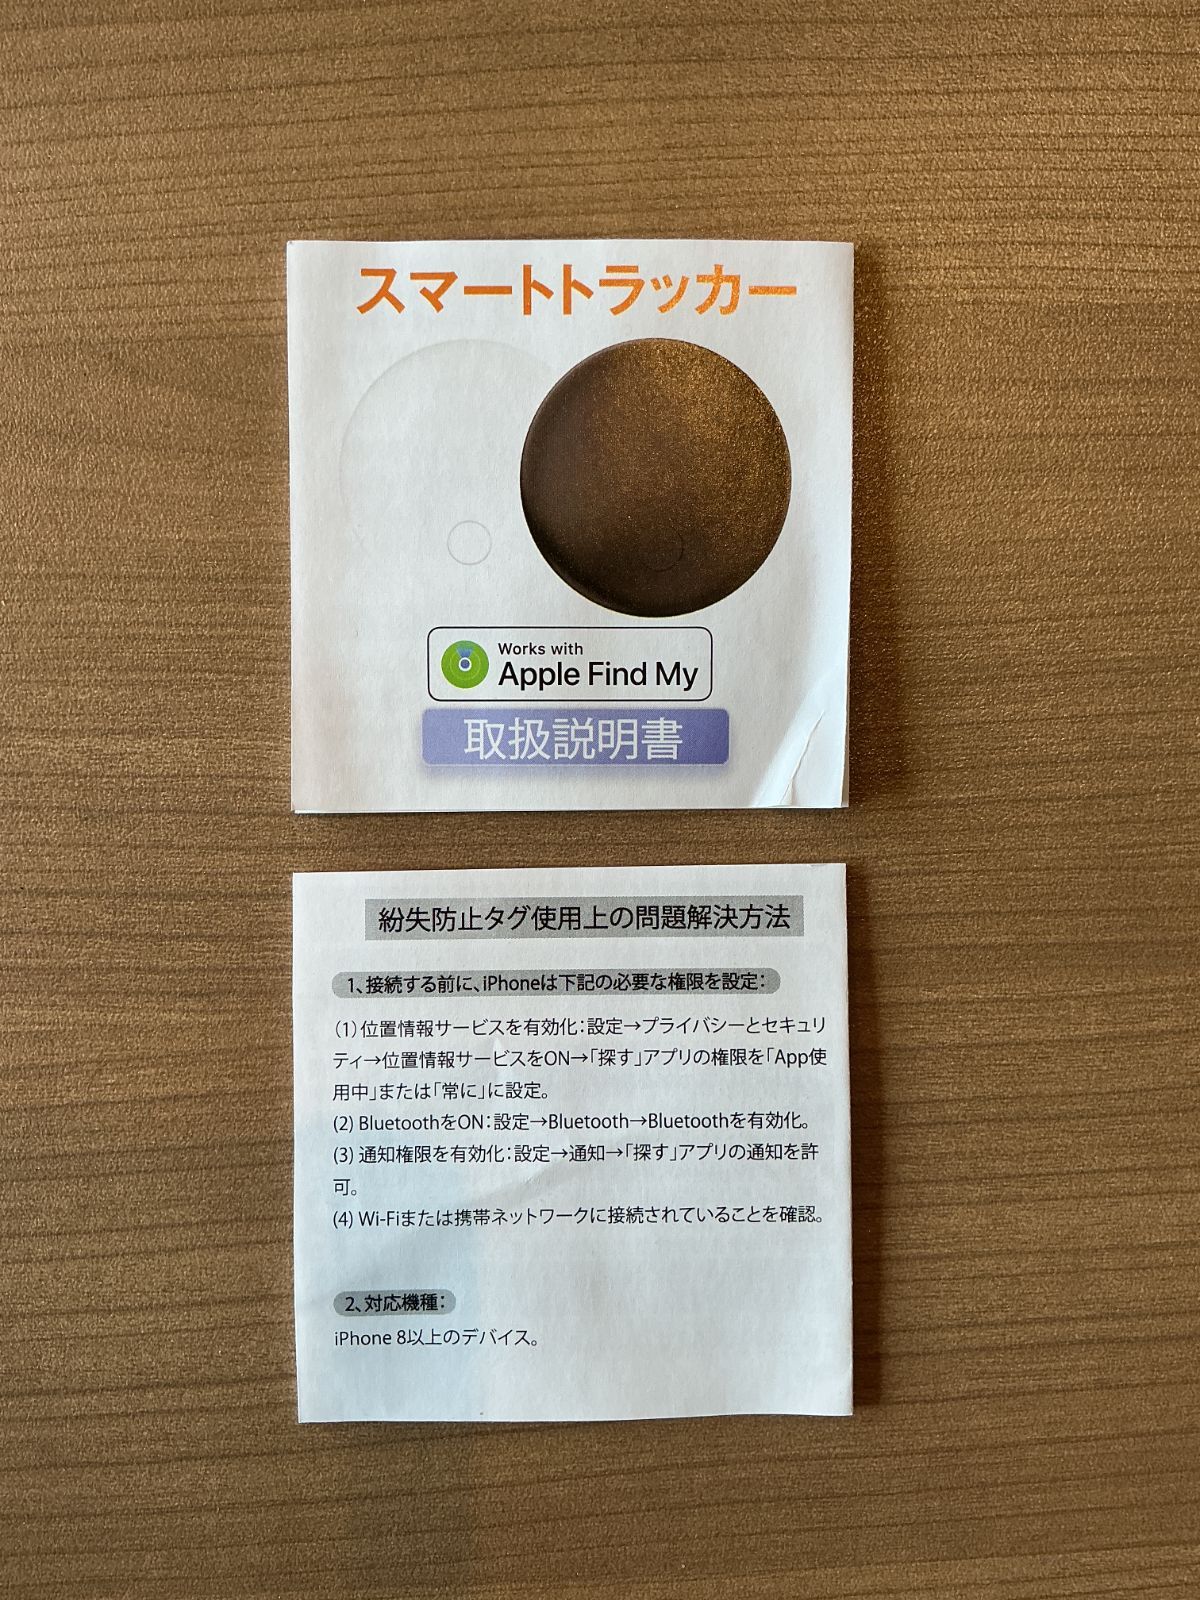 スマートトラッカー
Works with
Apple Find My
取扱説明書
紛失防止タグ使用上の問題解決方法
1、接続する前に、iPhoneは下記の必要な権限を設定：
(1) 位置情報サービスを有効化：設定→プライバシーとセキュリ
ティ→位置情報サービスをON→「探す」アプリの権限を「App使
用中」または「常に」に設定。
(2) BluetoothをON：設定→Bluetooth→Bluetoothを有効化。
(3) 通知権限を有効化：設定→通知→「探す」アプリの通知を許
可。
(4) Wi-Fiまたは携帯ネットワークに接続されていることを確認。
2、対応機種：
iPhone 8以上のデバイス。